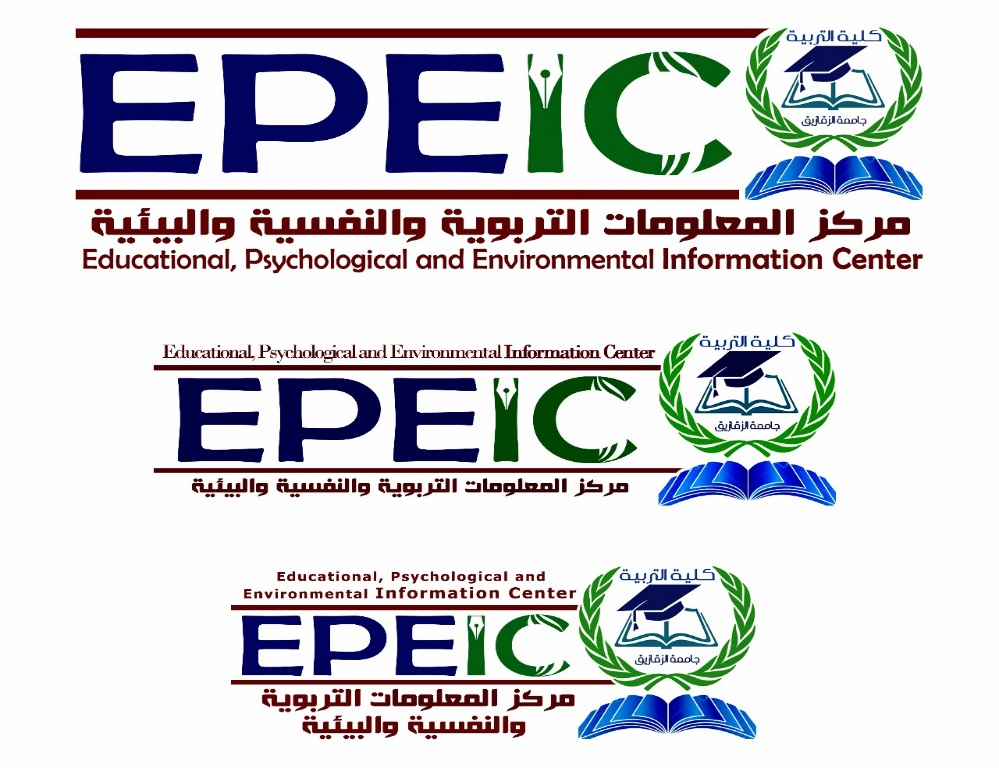 كلية التربية
EPEIC
جامعة الزقازيق
مركز المعلومات التربوية والنفسية والبيئية
Educational, Psychological and Environmental Information Center
Educational, Psychological and Environmental Information Center
كلية التربية
EPEIC
جامعة الزقازيق
مركز المعلومات التربوية والنفسية والبيئية
Educational, Psychological and
Environmental Information Center
كلية التربية
EPEIC
جامعة الزقازيق
مركز المعلومات التربوية
والنفسية والبيئية